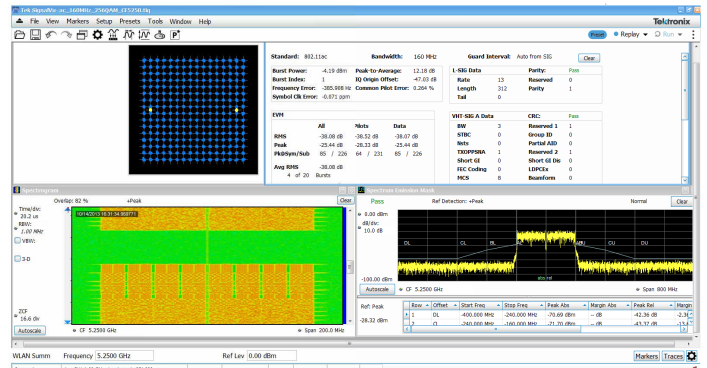 Tek SignalVu
ac_160MHz_256QAM_CF5250.tiq
File View Markers Setup Presets Tools Window Help
Tektronix
Preset Replay Run
Standard: 802.11ac Bandwidth: 160 MHz Guard Interval: Auto from SIG Clear
Burst Power: -4.19 dBm Peak-to-Average: 12.18 dB
Burst Index: 1 IQ Origin Offset: -47.03 dB
Frequency Error: -385.988 Hz Common Pilot Error: 0.264 %
Symbol Clk Error: -0.071 ppm
L-SIG Data Parity: Pass
Rate 13 Reserved 0
Length 312 Parity 1
Tail 0
EVM
All Pilots Data
RMS -38.08 dB -38.52 dB -38.07 dB
Peak -25.44 dB -28.33 dB -25.44 dB
Pk@Sym/Sub 85 / 226 64 / 231 85 / 226
Avg RMS -38.08 dB
4 of 20 Bursts
VHT-SIG A Data CRC: Pass
BW 3 Reserved 1 1
STBC 0 Group ID 0
Nsts 0 Partial AID 0
TXOPPSNA 1 Reserved 2 1
Short GI 0 Short GI Dis 0
FEC Coding 0 LDPCEx 0
MCS 8 Beamform 0
Spectrogram
Overlap: 82 % +Peak Clear
Time/div:
20.2 us
RBW:
1.00 MHz
VBW:
3-D
ZCF
16.6 div
10/14/2013 16:31:34.969771
Autoscale CF 5.2500 GHz Span 200.0 MHz
Spectrum Emission Mask
Pass Ref Detection: +Peak Normal Clear
0.00 dBm
dB/div:
10.0 dB
-100.00 dBm
DL CL BL ABU CU DU
abs rel
Autoscale CF 5.2500 GHz Span 800 MHz
Ref: Peak
-28.32 dBm
Row Offset Start Freq Stop Freq Peak Abs Margin Abs Peak Rel Margin
1 DL -400.000 MHz -240.000 MHz -70.69 dBm -- dB -42.36 dB
2 CL -240.000 MHz -160.000 MHz -71.70 dBm -- dB -43.37 dB
WLAN Summ Frequency 5.2500 GHz Ref Lev 0.00 dBm Markers Traces